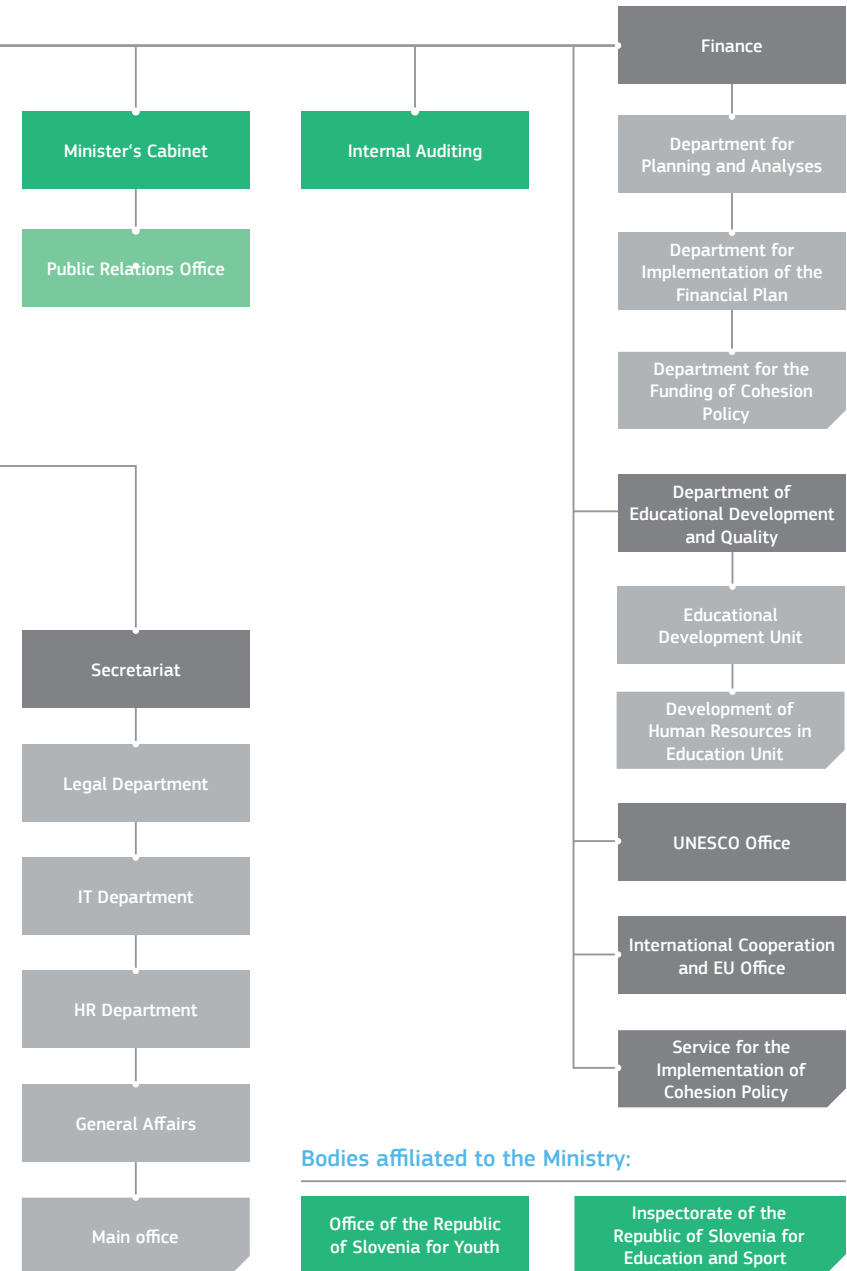 Finance
Minister's Cabinet
Internal Auditing
Department for
Planning and Analyses
Public Relations Office
Department for
Implementation of the
Financial Plan
Department for the
Funding of Cohesion
Policy
Department of
Educational Development
and Quality
Educational
Development Unit
Secretariat
Development of
Human Resources in
Education Unit
Legal Department
UNESCO Office
IT Department
International Cooperation
and EU Office
HR Department
Service for the
Implementation of
Cohesion Policy
General Affairs
Bodies affiliated to the Ministry:
Main office
Office of the Republic
of Slovenia for Youth
Inspectorate of the
Republic of Slovenia for
Education and Sport